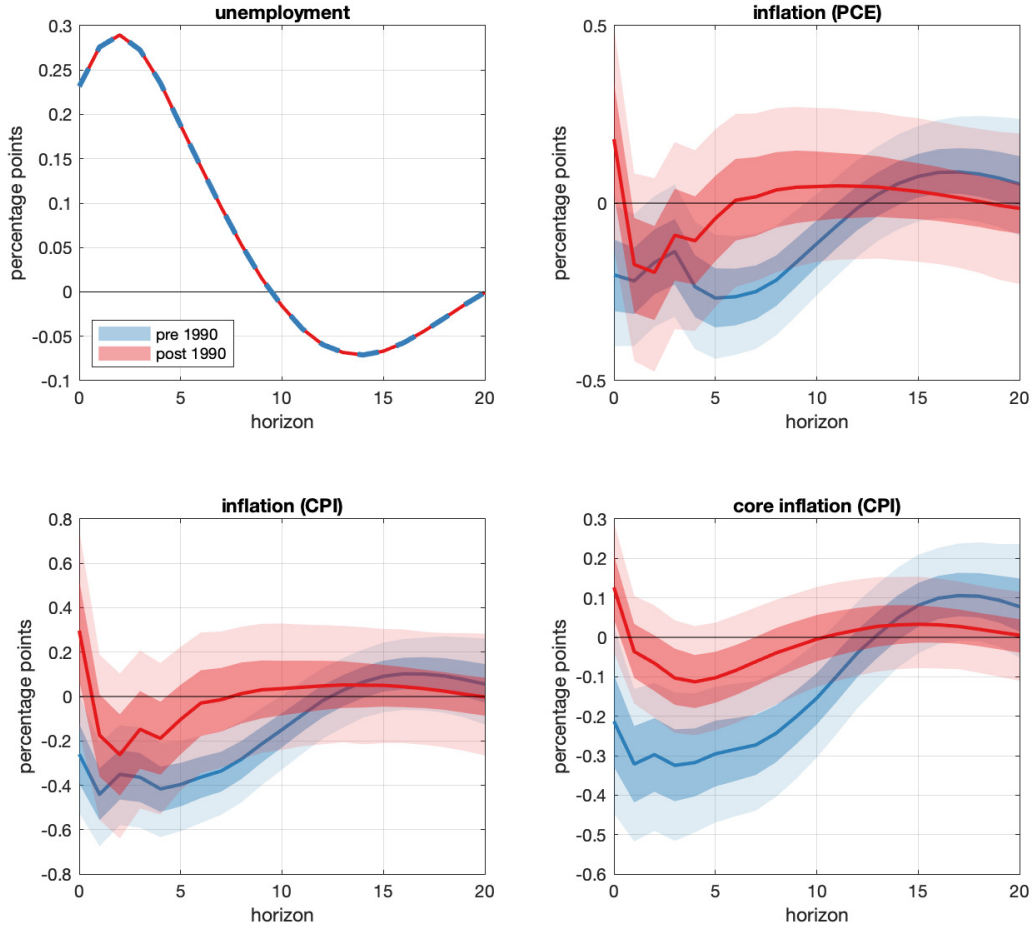 unemployment
0.3
0.25
0.2
0.15
0.1
0.05
0
-0.05
-0.1
percentage points
pre 1990
post 1990
0 5 10 15 20
horizon
inflation (PCE)
0.5
0
-0.5
percentage points
0 5 10 15 20
horizon
inflation (CPI)
0.8
0.6
0.4
0.2
0
-0.2
-0.4
-0.6
-0.8
percentage points
0 5 10 15 20
horizon
core inflation (CPI)
0.3
0.2
0.1
0
-0.1
-0.2
-0.3
-0.4
-0.5
-0.6
percentage points
0 5 10 15 20
horizon